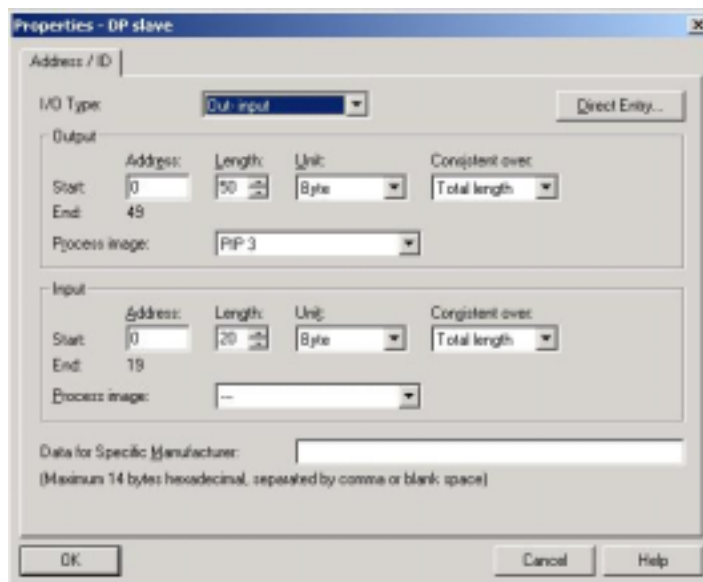 Properties - DP slave
Address / ID
I/O Type: Out- input Direct Entry...
Output
Address: Length: Unit: Consistent over:
Start: 0 50 Byte Total length
End: 49
Process image: PIP 3
Input
Address: Length: Unit: Consistent over:
Start: 0 20 Byte Total length
End: 19
Process image: ---
Data for Specific Manufacturer:
(Maximum 14 bytes hexadecimal, separated by comma or blank space)
OK Cancel Help